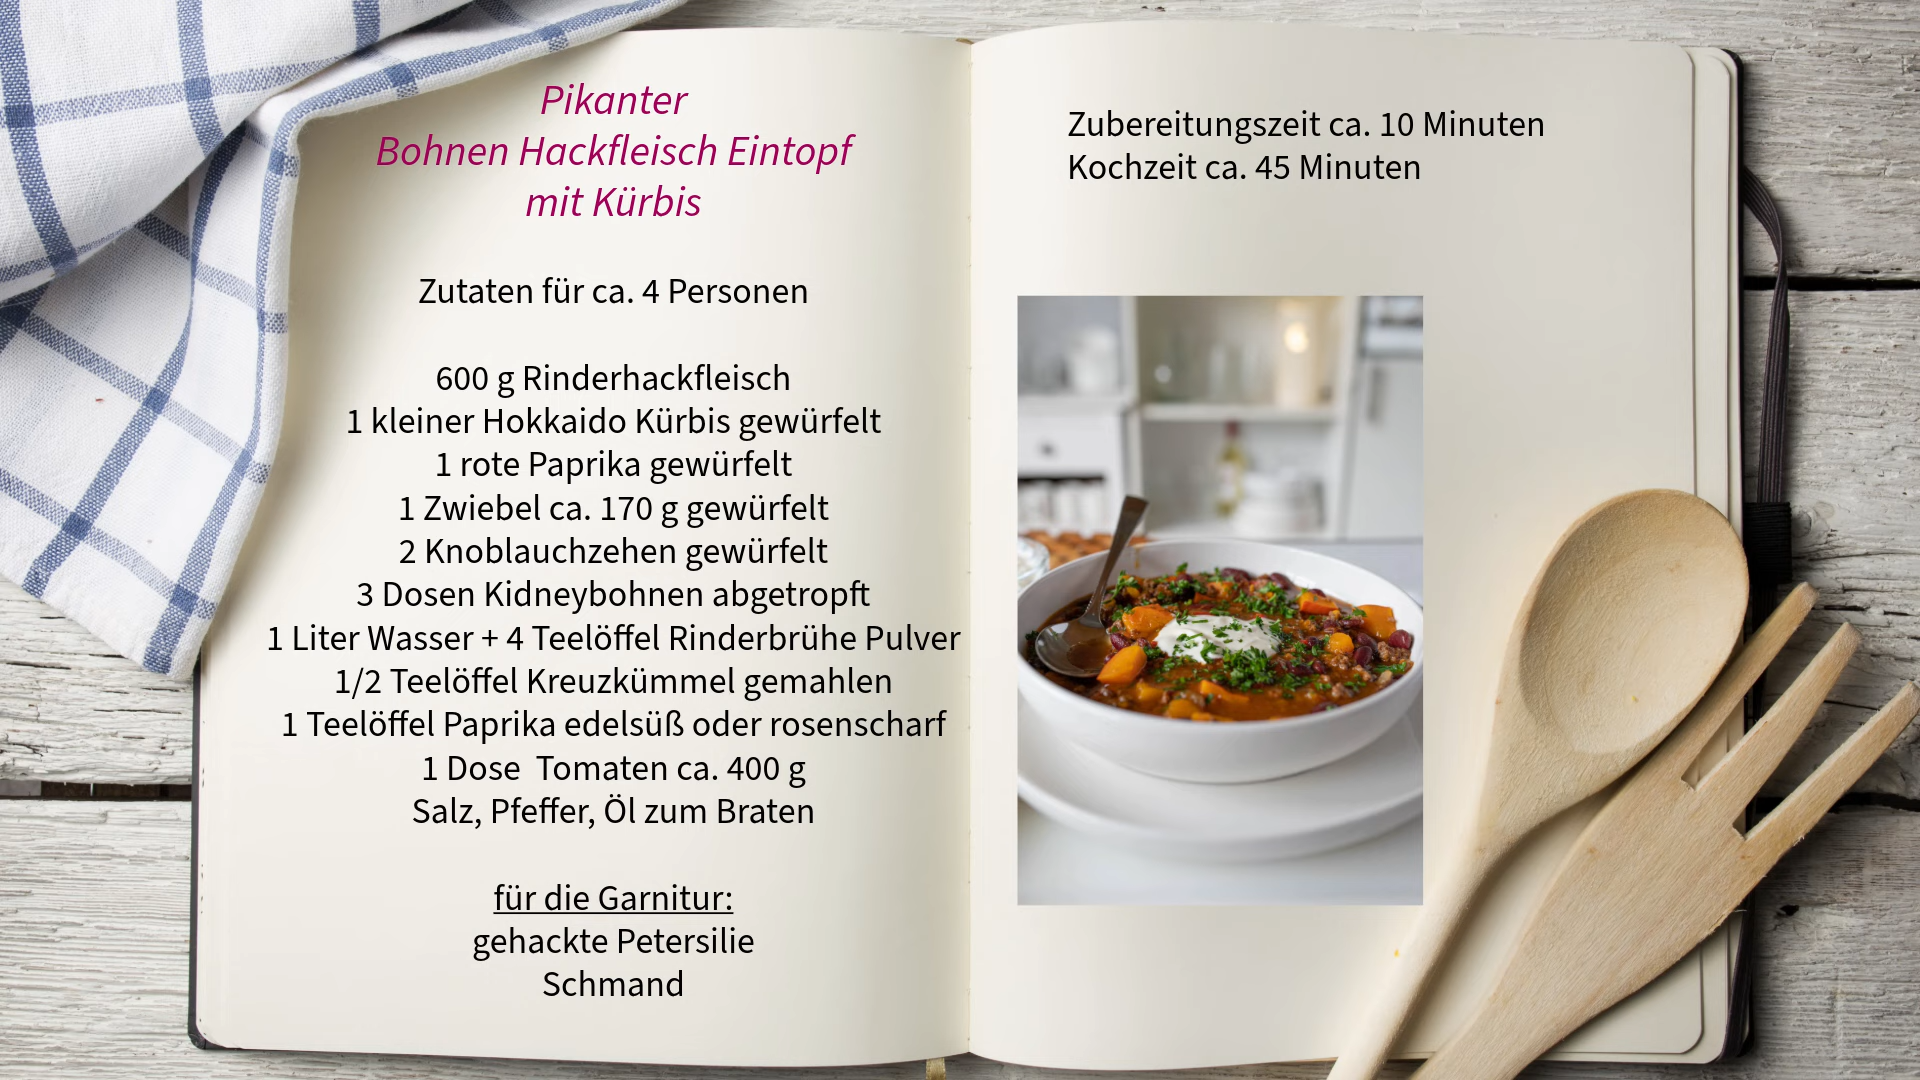 Pikanter
Bohnen Hackfleisch Eintopf
mit Kürbis
Zutaten für ca. 4 Personen
600 g Rinderhackfleisch
1 kleiner Hokkaido Kürbis gewürfelt
1 rote Paprika gewürfelt
1 Zwiebel ca. 170 g gewürfelt
2 Knoblauchzehen gewürfelt
3 Dosen Kidneybohnen abgetropft
1 Liter Wasser + 4 Teelöffel Rinderbrühe Pulver
1/2 Teelöffel Kreuzkümmel gemahlen
1 Teelöffel Paprika edelsüß oder rosenscharf
1 Dose  Tomaten ca. 400 g
Salz, Pfeffer, Öl zum Braten
für die Garnitur:
gehackte Petersilie
Schmand
Zubereitungszeit ca. 10 Minuten
Kochzeit ca. 45 Minuten